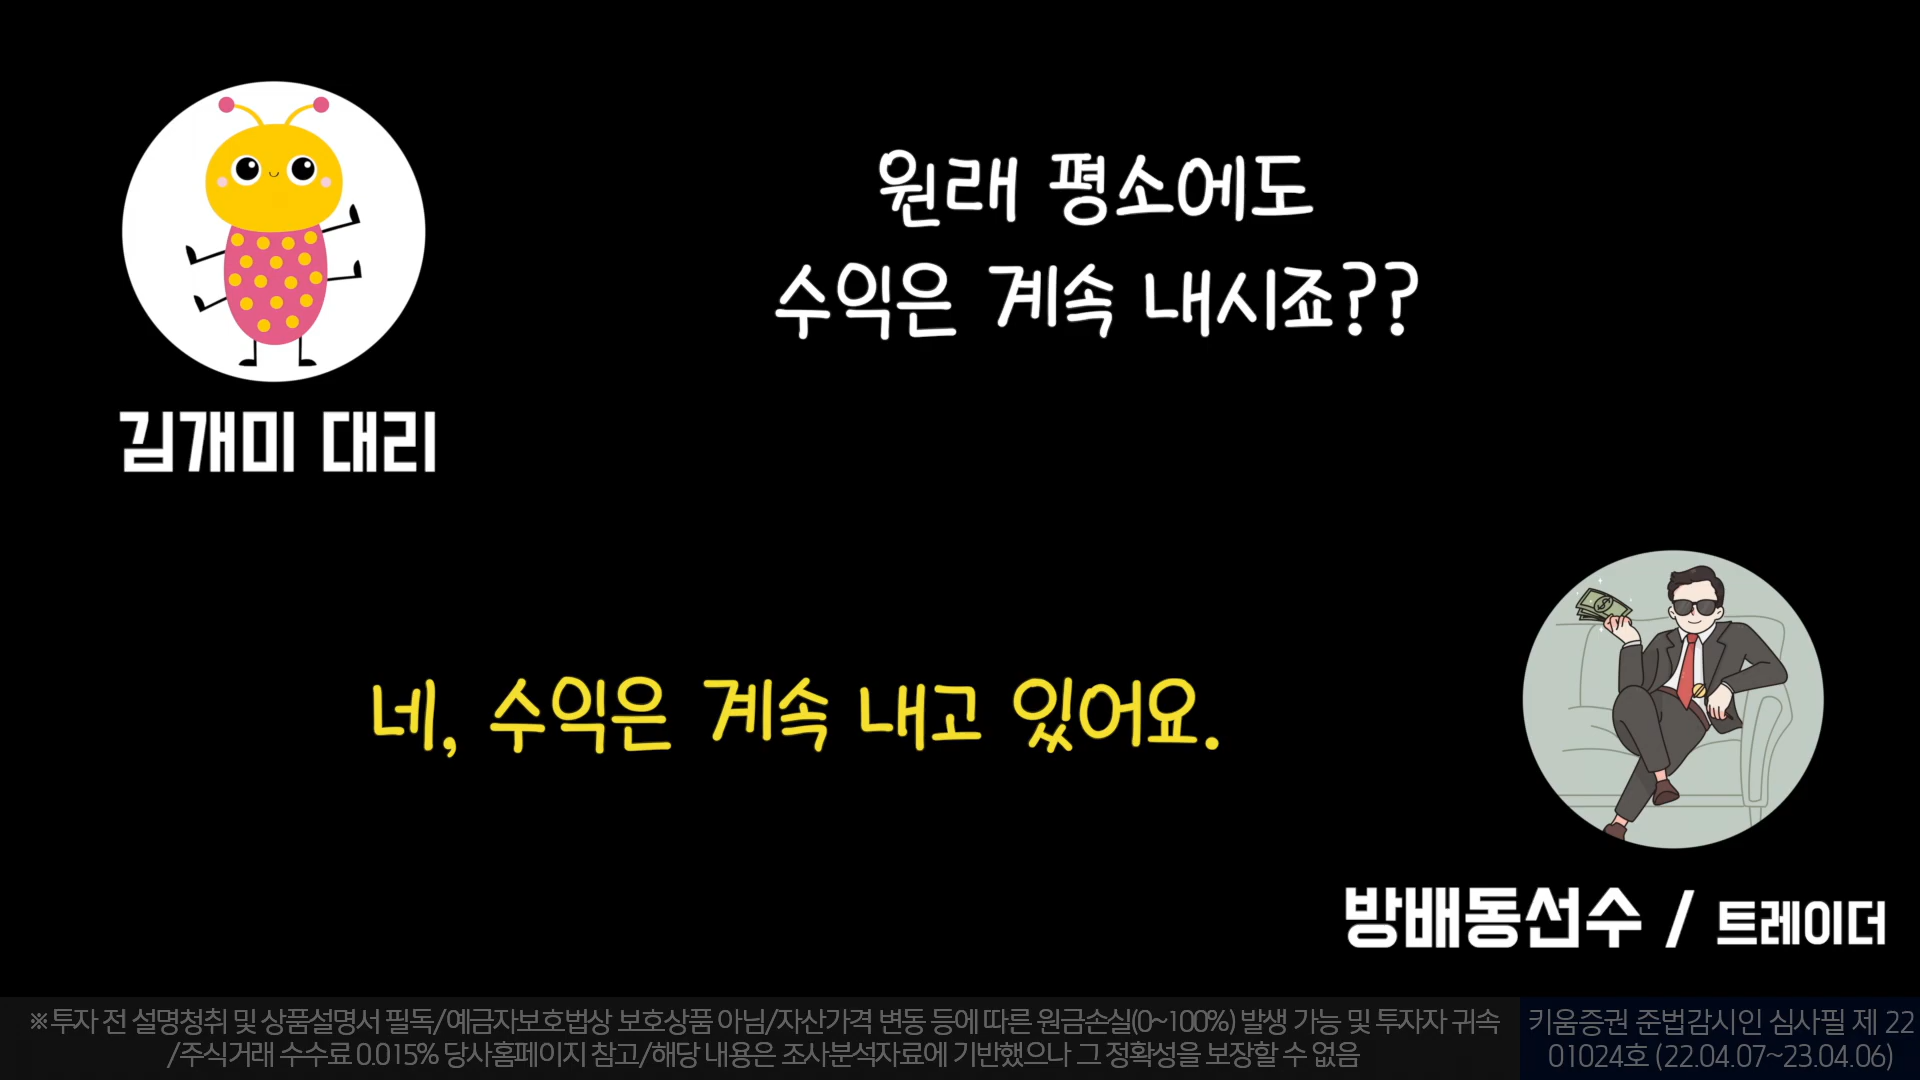 원래 평소에도
수익은 계속 내시죠??
김개미 대리
네, 수익은 계속 내고 있어요.
방배동선수 / 트레이더
※투자 전 설명청취 및 상품설명서 필독/예금자보호법상 보호상품 아님/자산가격 변동 등에 따른 원금손실(0~100%) 발생 가능 및 투자자 귀속
/주식거래 수수료 0.015% 당사홈페이지 참고/해당 내용은 조사분석자료에 기반했으나 그 정확성을 보장할 수 없음
키움증권 준법감시인 심사필 제 22
01024호 (22.04.07~23.04.06)